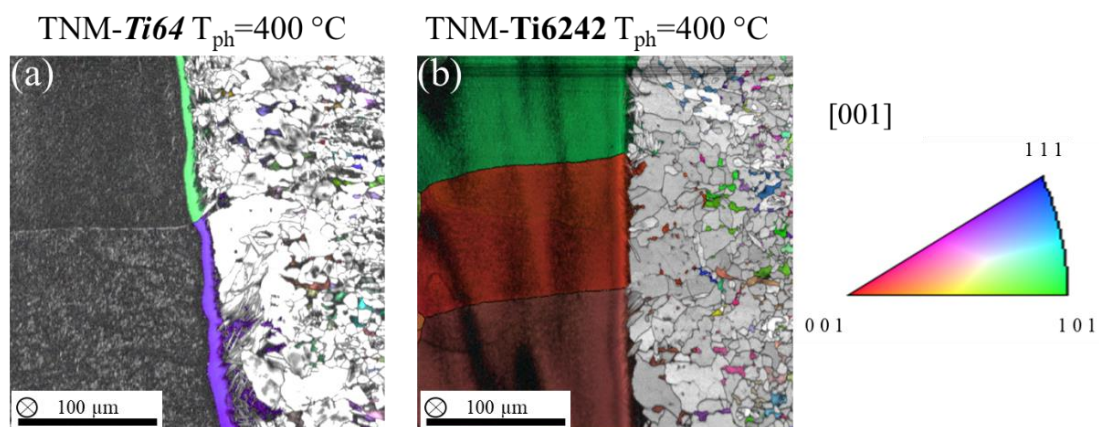 TNM-Ti64 Tph=400 °C
TNM-Ti6242 Tph=400 °C
(a)
(b)
[001]
1 1 1
0 0 1
1 0 1
100 µm
100 µm